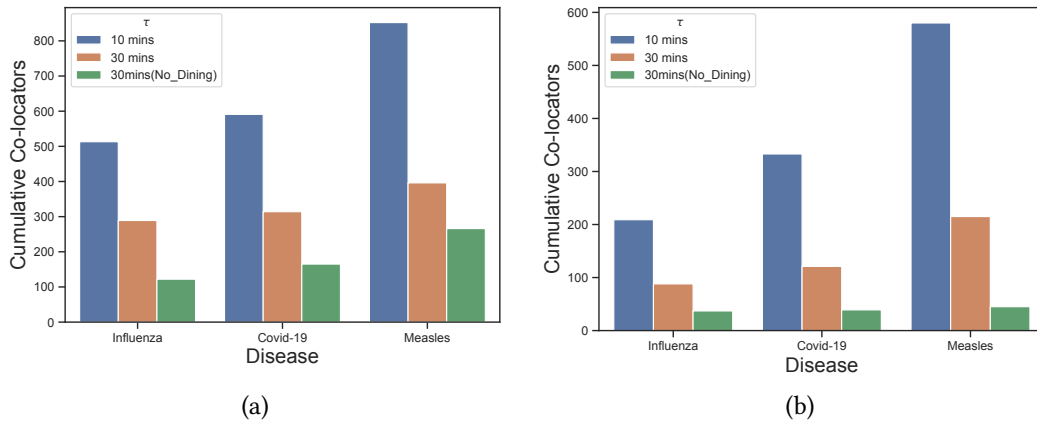 τ
10 mins
30 mins
30mins(No_Dining)
800
700
600
500
400
300
200
100
0
Cumulative Co-locators
Influenza
Covid-19
Measles
Disease
(a)
τ
10 mins
30 mins
30mins(No_Dining)
600
500
400
300
200
100
0
Cumulative Co-locators
Influenza
Covid-19
Measles
Disease
(b)